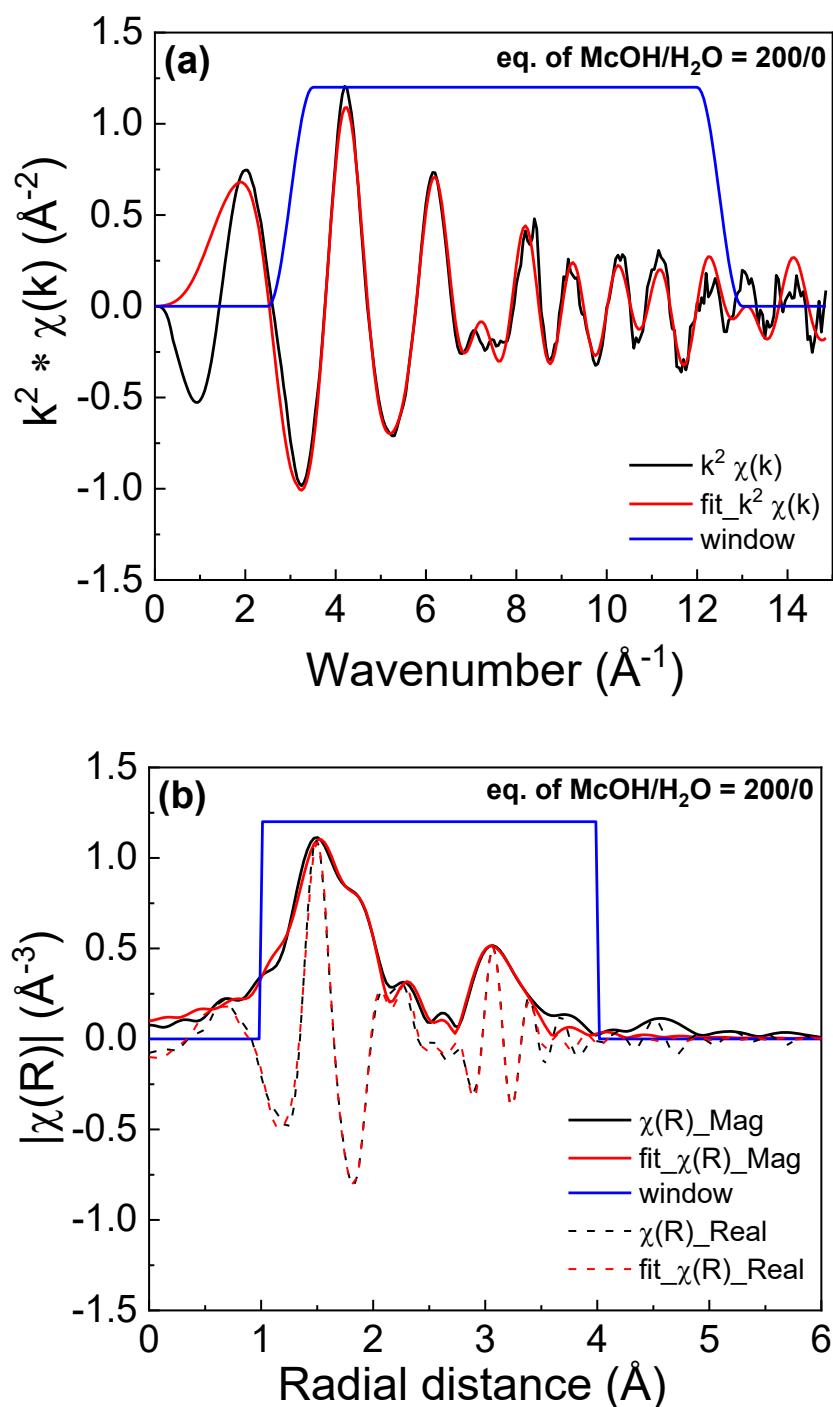 (a)
eq. of McOH/H₂O = 200/0
k² * χ(k) (Å⁻²)
1.5
1.0
0.5
0.0
-0.5
-1.0
-1.5
k² χ(k)
fit_k² χ(k)
window
0 2 4 6 8 10 12 14
Wavenumber (Å⁻¹)
(b)
eq. of McOH/H₂O = 200/0
|χ(R)| (Å⁻³)
1.5
1.0
0.5
0.0
-0.5
-1.0
-1.5
χ(R)_Mag
fit_χ(R)_Mag
window
χ(R)_Real
fit_χ(R)_Real
0 1 2 3 4 5 6
Radial distance (Å)